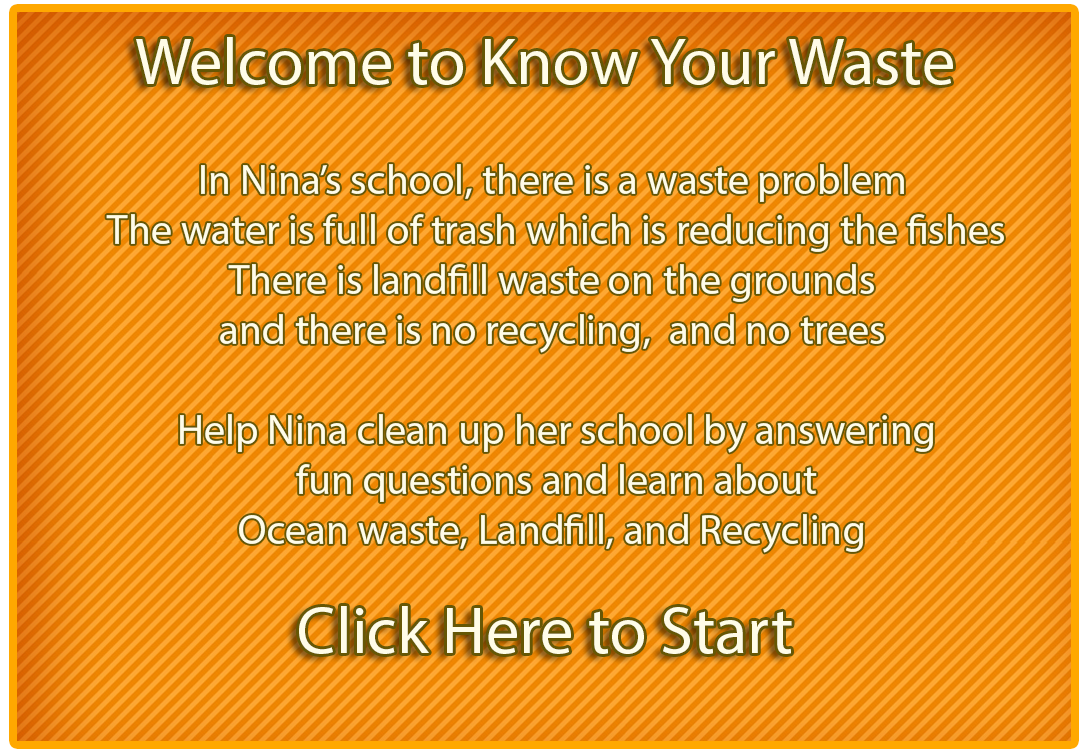 Welcome to Know Your Waste
In Nina’s school, there is a waste problem
The water is full of trash which is reducing the fishes
There is landfill waste on the grounds
and there is no recycling,  and no trees
Help Nina clean up her school by answering
fun questions and learn about
Ocean waste, Landfill, and Recycling
Click Here to Start